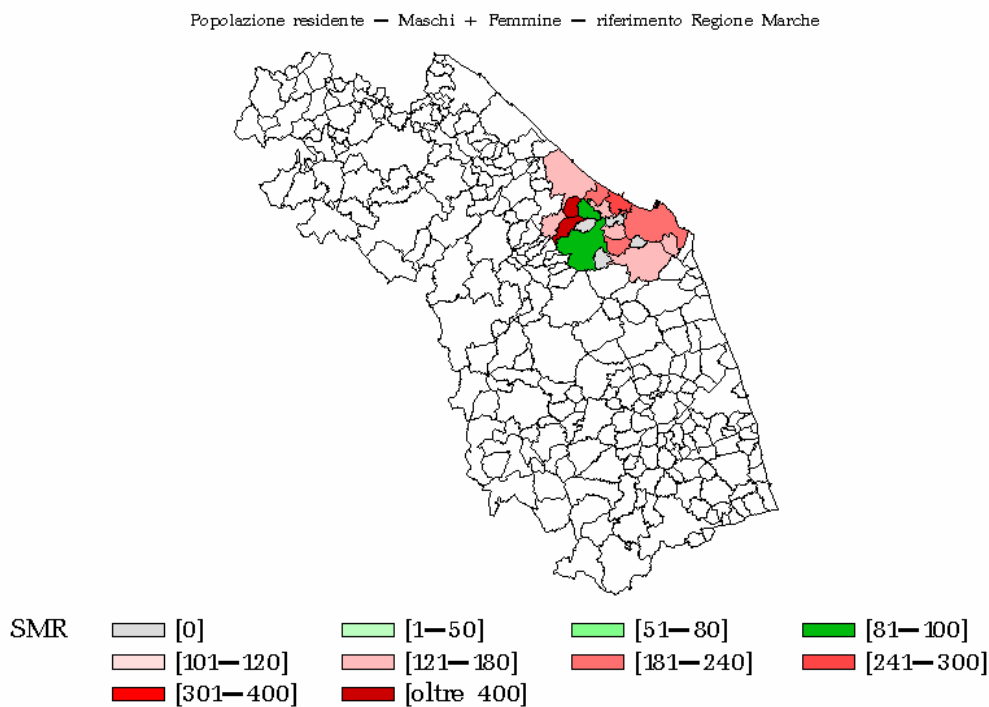 Popolazione residente — Maschi + Femmine — riferimento Regione Marche
SMR [0] [1—50] [51—80] [81—100]
[101—120] [121—180] [181—240] [241—300]
[301—400] [oltre 400]